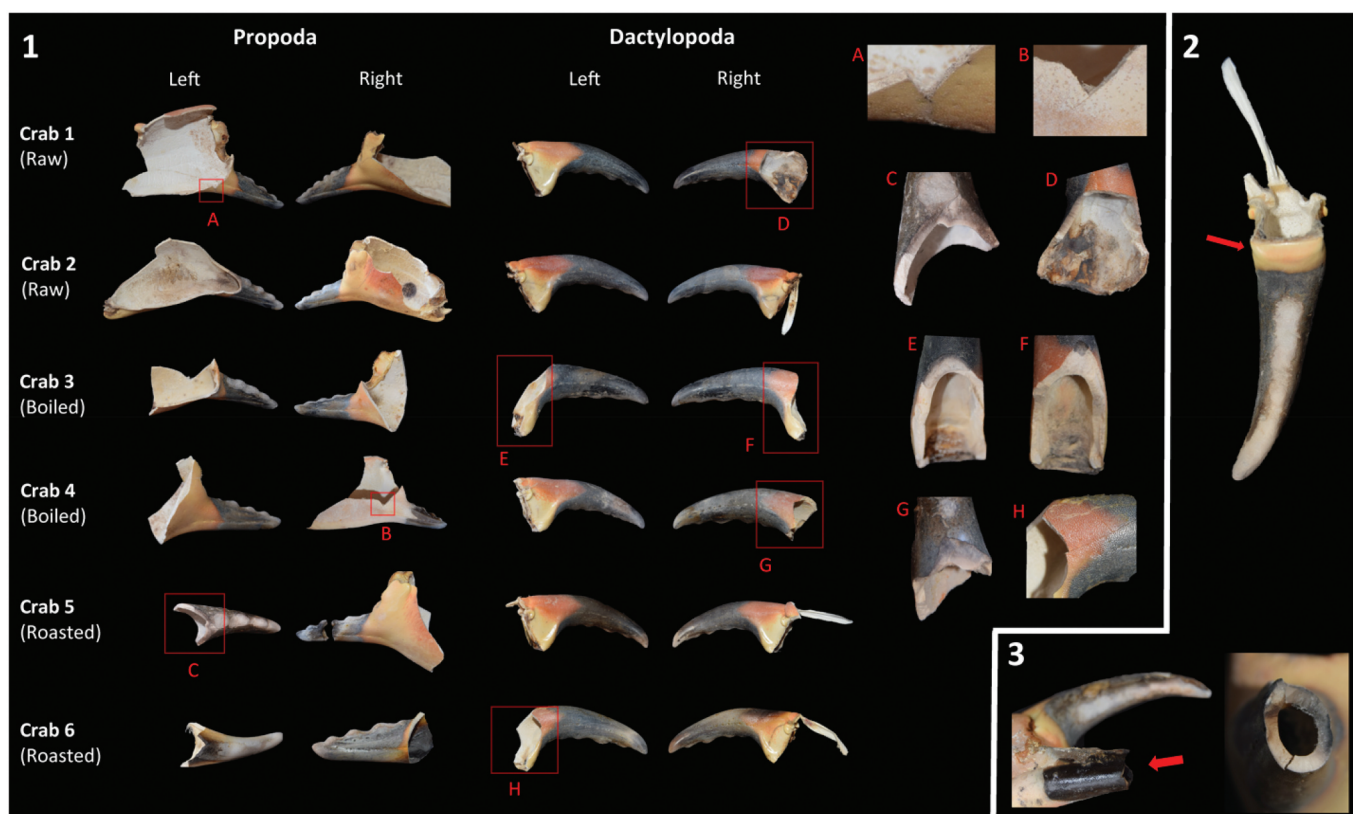 1
Propoda
Dactylopoda
Left
Right
Left
Right
A
B
2
Crab 1
(Raw)
A
D
C
D
Crab 2
(Raw)
E
F
Crab 3
(Boiled)
E
F
Crab 4
(Boiled)
B
G
G
H
Crab 5
(Roasted)
C
3
Crab 6
(Roasted)
H